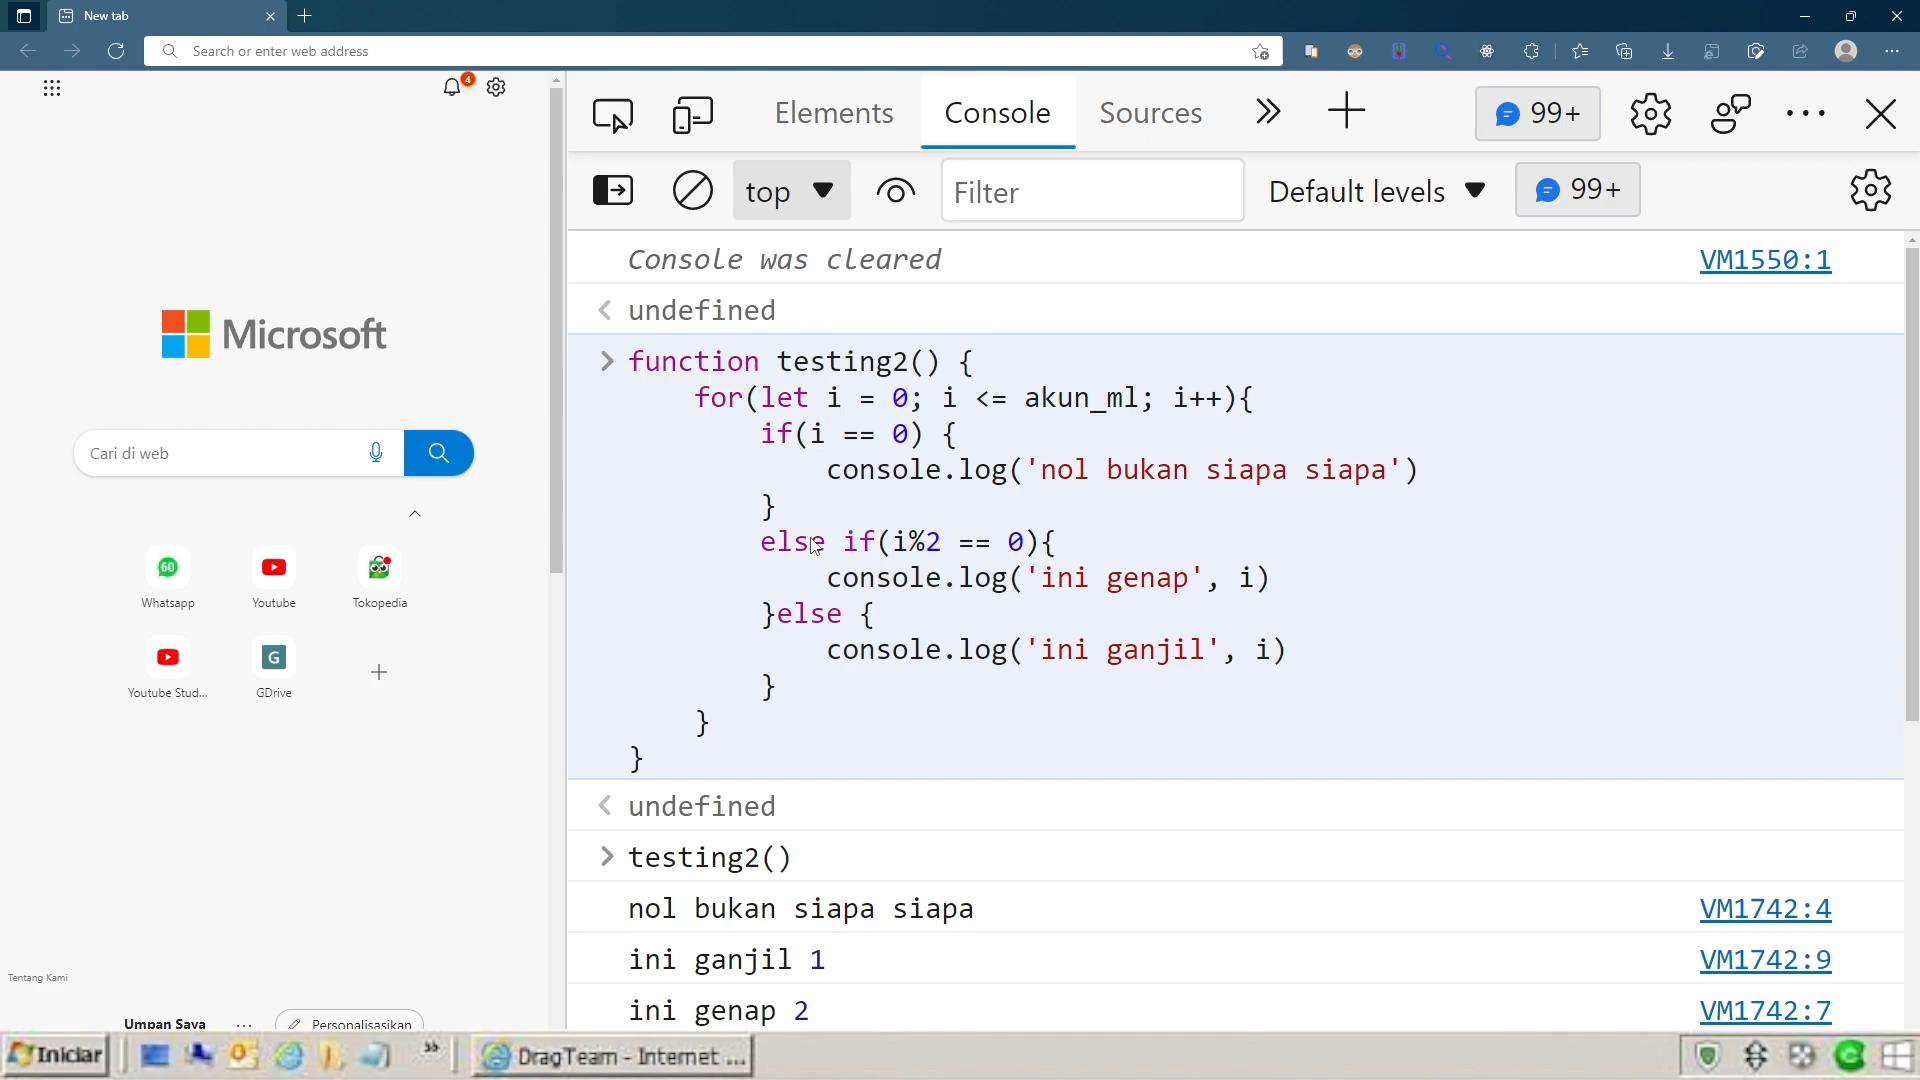 New tab
Search or enter web address
4
Microsoft
Cari di web
60
Whatsapp
Youtube
Tokopedia
Youtube Stud...
G
GDrive
Tentang Kami
Umpan Saya
Personalisasikan
Elements
Console
Sources
99+
top
Filter
Default levels
99+
Console was cleared VM1550:1
undefined
function testing2() {
for(let i = 0; i <= akun_ml; i++){
if(i == 0) {
console.log('nol bukan siapa siapa')
}
else if(i%2 == 0){
console.log('ini genap', i)
}else {
console.log('ini ganjil', i)
}
}
}
undefined
testing2()
nol bukan siapa siapa VM1742:4
ini ganjil 1 VM1742:9
ini genap 2 VM1742:7
Iniciar
DragTeam - Internet ...